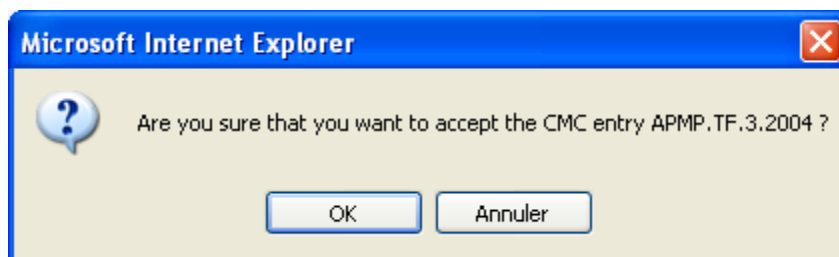 Microsoft Internet Explorer
Are you sure that you want to accept the CMC entry APMP.TF.3.2004 ?
OK
Annuler